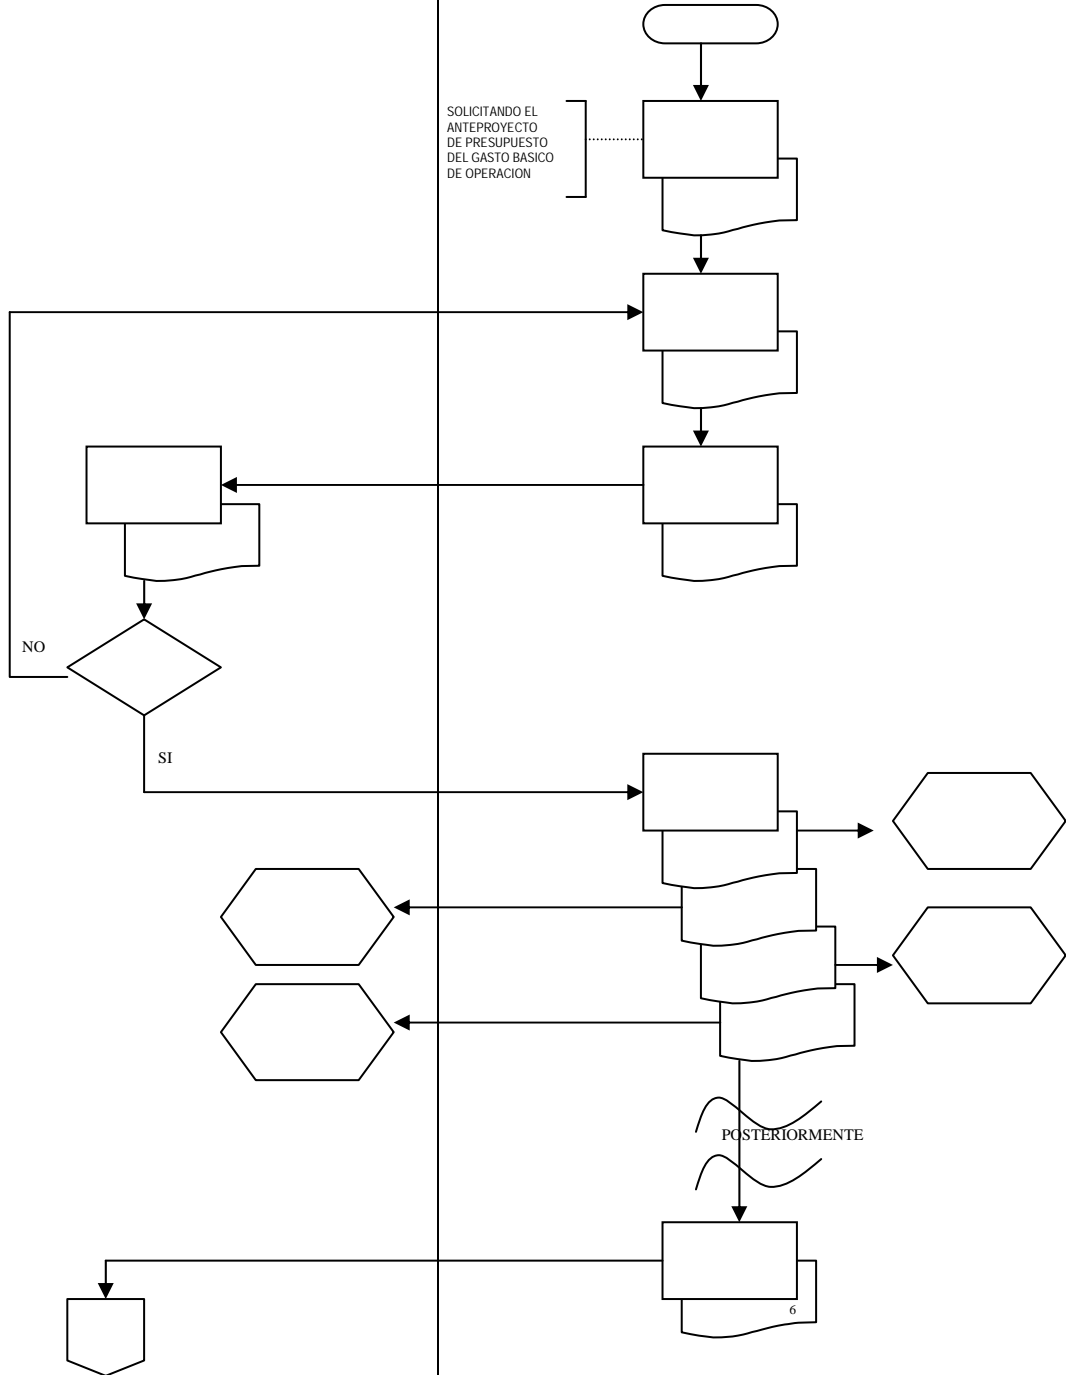 SOLICITANDO EL
ANTEPROYECTO
DE PRESUPUESTO
DEL GASTO BASICO
DE OPERACION
NO
SI
POSTERIORMENTE
6